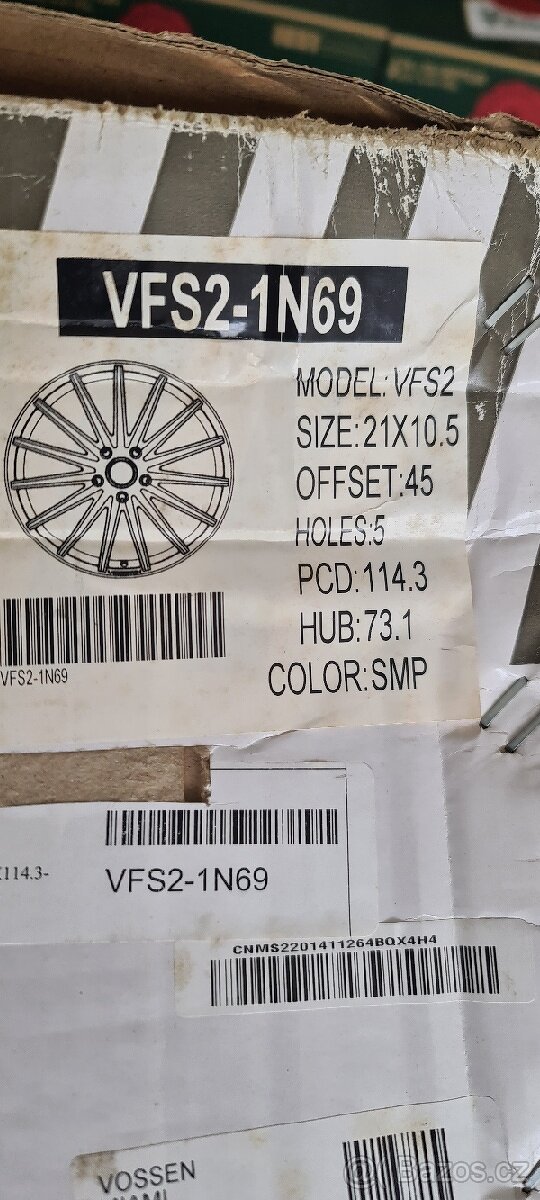 VFS2-1N69
MODEL: VFS2
SIZE:21X10.5
OFFSET:45
HOLES:5
PCD:114.3
HUB:73.1
COLOR:SMP
VFS2-1N69
X114.3-
VFS2-1N69
CNMS2201411264BQX4H4
VOSSEN
Bazos.cz